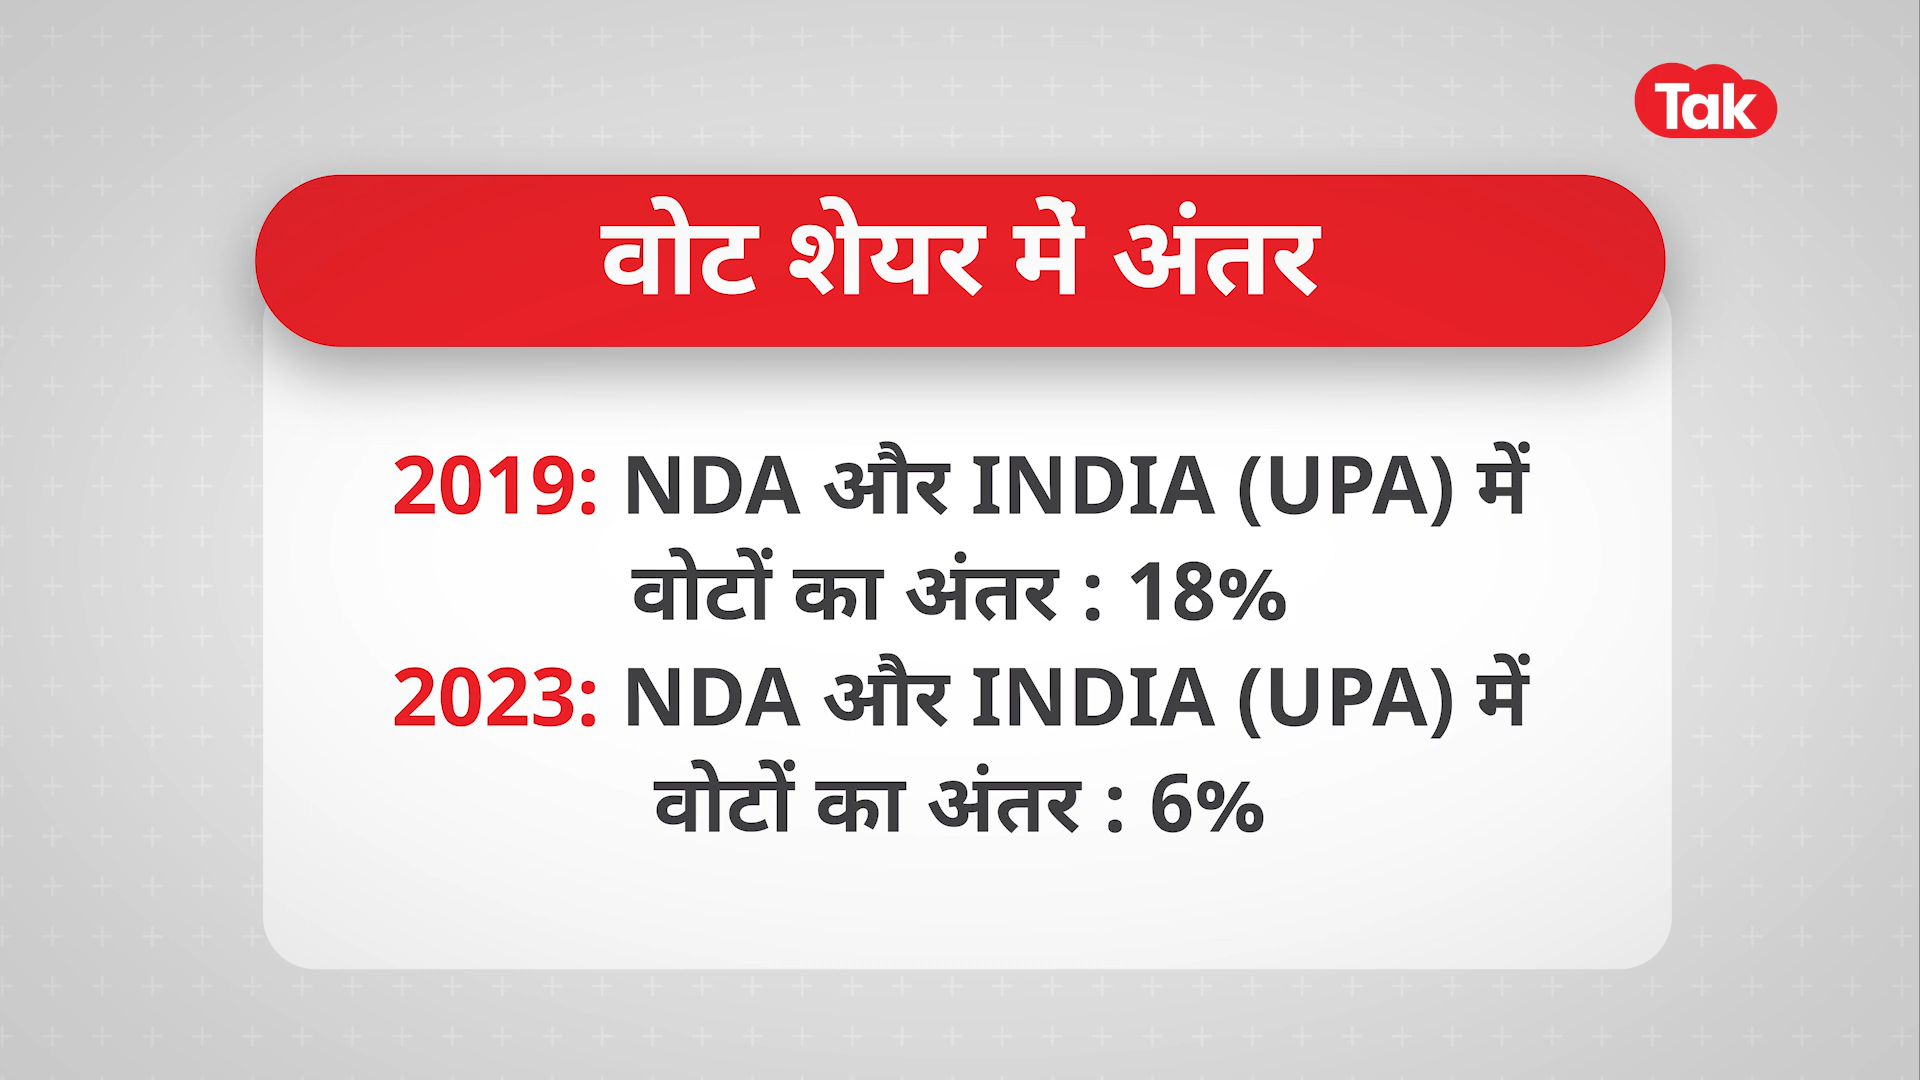 Tak
वोट शेयर में अंतर
2019: NDA और INDIA (UPA) में
वोटों का अंतर : 18%
2023: NDA और INDIA (UPA) में
वोटों का अंतर : 6%